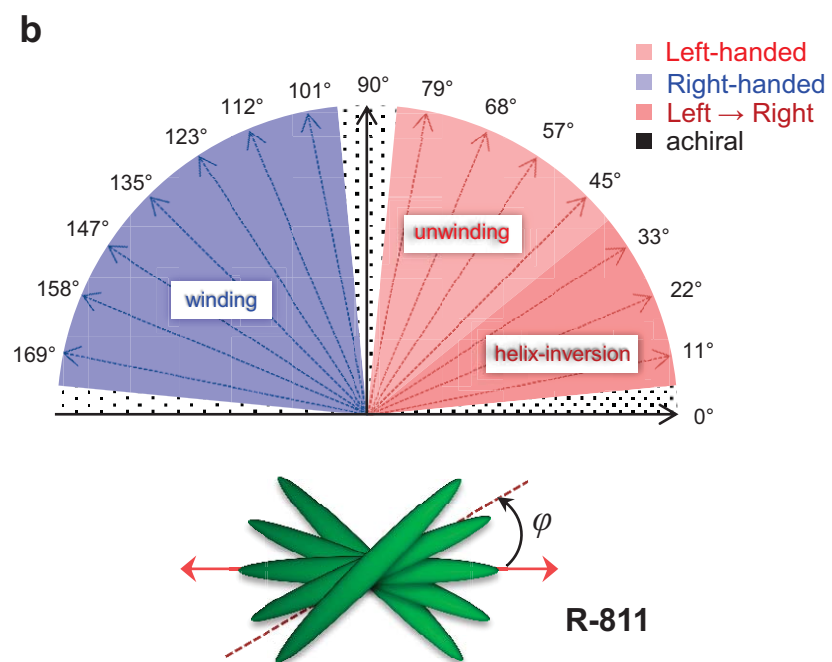 b
Left-handed
Right-handed
Left → Right
achiral
101°
90°
79°
112°
68°
123°
57°
135°
45°
147°
unwinding
33°
158°
winding
22°
169°
helix-inversion
11°
0°
φ
R-811